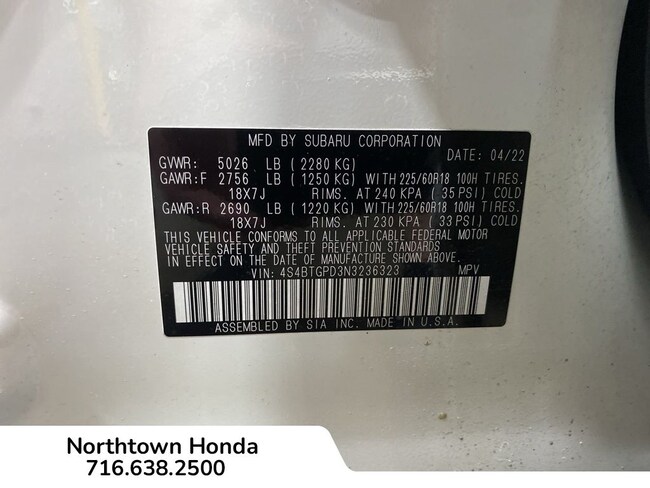 MFD BY SUBARU CORPORATION
DATE: 04/22
GVWR: 5026 LB (2280 KG)
GAWR:F 2756 LB (1250 KG) WITH 225/60R18 100H TIRES.
18X7J RIMS. AT 240 KPA (35 PSI) COLD
GAWR:R 2690 LB (1220 KG) WITH 225/60R18 100H TIRES.
18X7J RIMS. AT 230 KPA (33 PSI) COLD
THIS VEHICLE CONFORMS TO ALL APPLICABLE FEDERAL MOTOR
VEHICLE SAFETY AND THEFT PREVENTION STANDARDS
IN EFFECT ON THE DATE OF MANUFACTURE SHOWN ABOVE.
VIN: 4S4BTGPD3N3236323 MPV
ASSEMBLED BY SIA INC. MADE IN U.S.A.
Northtown Honda
716.638.2500